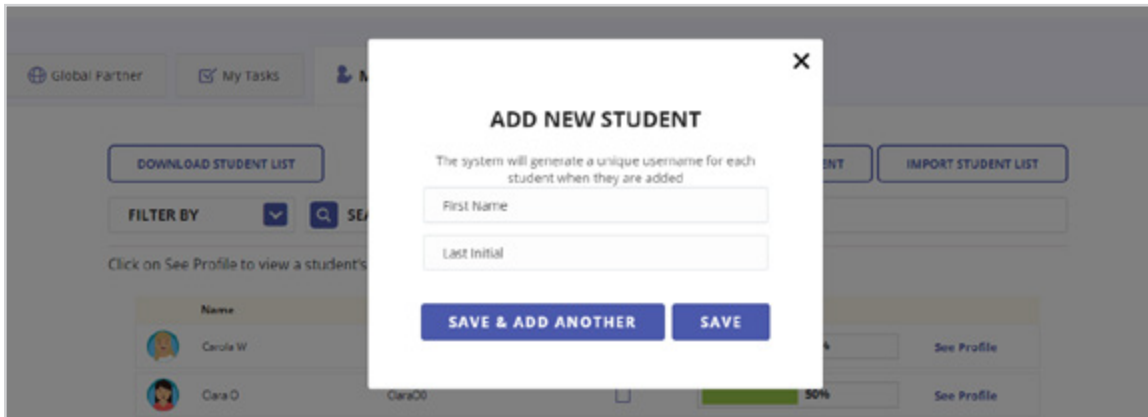 Global Partner
My Tasks
M
ADD NEW STUDENT
The system will generate a unique username for each
student when they are added
First Name
Last Initial
SAVE & ADD ANOTHER
SAVE
DOWNLOAD STUDENT LIST
ENT
IMPORT STUDENT LIST
FILTER BY
SEA
Click on See Profile to view a student's
Name
Carola W
%
See Profile
Clara O
ClaraO0
50%
See Profile